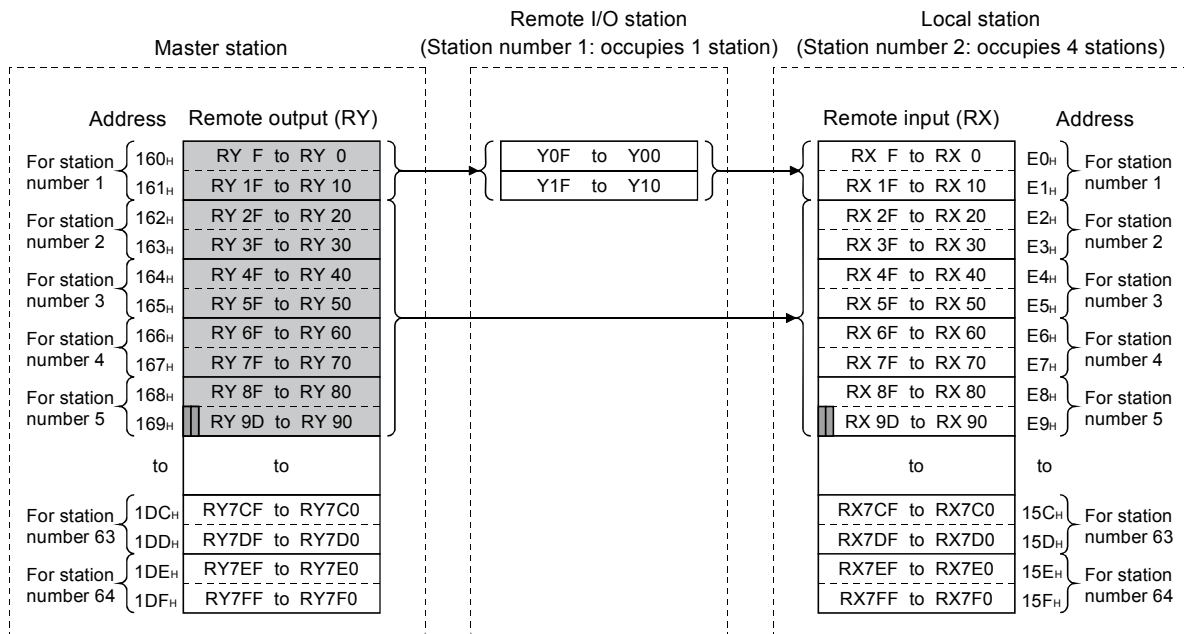 Remote I/O station
Local station
Master station
(Station number 1: occupies 1 station)
(Station number 2: occupies 4 stations)
Address
Remote output (RY)
Remote input (RX)
Address
For station number 1
160H
RY F to RY 0
161H
RY 1F to RY 10
For station number 2
162H
RY 2F to RY 20
163H
RY 3F to RY 30
For station number 3
164H
RY 4F to RY 40
165H
RY 5F to RY 50
For station number 4
166H
RY 6F to RY 60
167H
RY 7F to RY 70
For station number 5
168H
RY 8F to RY 80
169H
RY 9D to RY 90
to
to
For station number 63
1DCH
RY7CF to RY7C0
1DDH
RY7DF to RY7D0
For station number 64
1DEH
RY7EF to RY7E0
1DFH
RY7FF to RY7F0
Y0F to Y00
Y1F to Y10
RX F to RX 0
E0H
RX 1F to RX 10
E1H
For station number 1
RX 2F to RX 20
E2H
RX 3F to RX 30
E3H
For station number 2
RX 4F to RX 40
E4H
RX 5F to RX 50
E5H
For station number 3
RX 6F to RX 60
E6H
RX 7F to RX 70
E7H
For station number 4
RX 8F to RX 80
E8H
RX 9D to RX 90
E9H
For station number 5
to
to
RX7CF to RX7C0
15CH
RX7DF to RX7D0
15DH
For station number 63
RX7EF to RX7E0
15EH
RX7FF to RX7F0
15FH
For station number 64